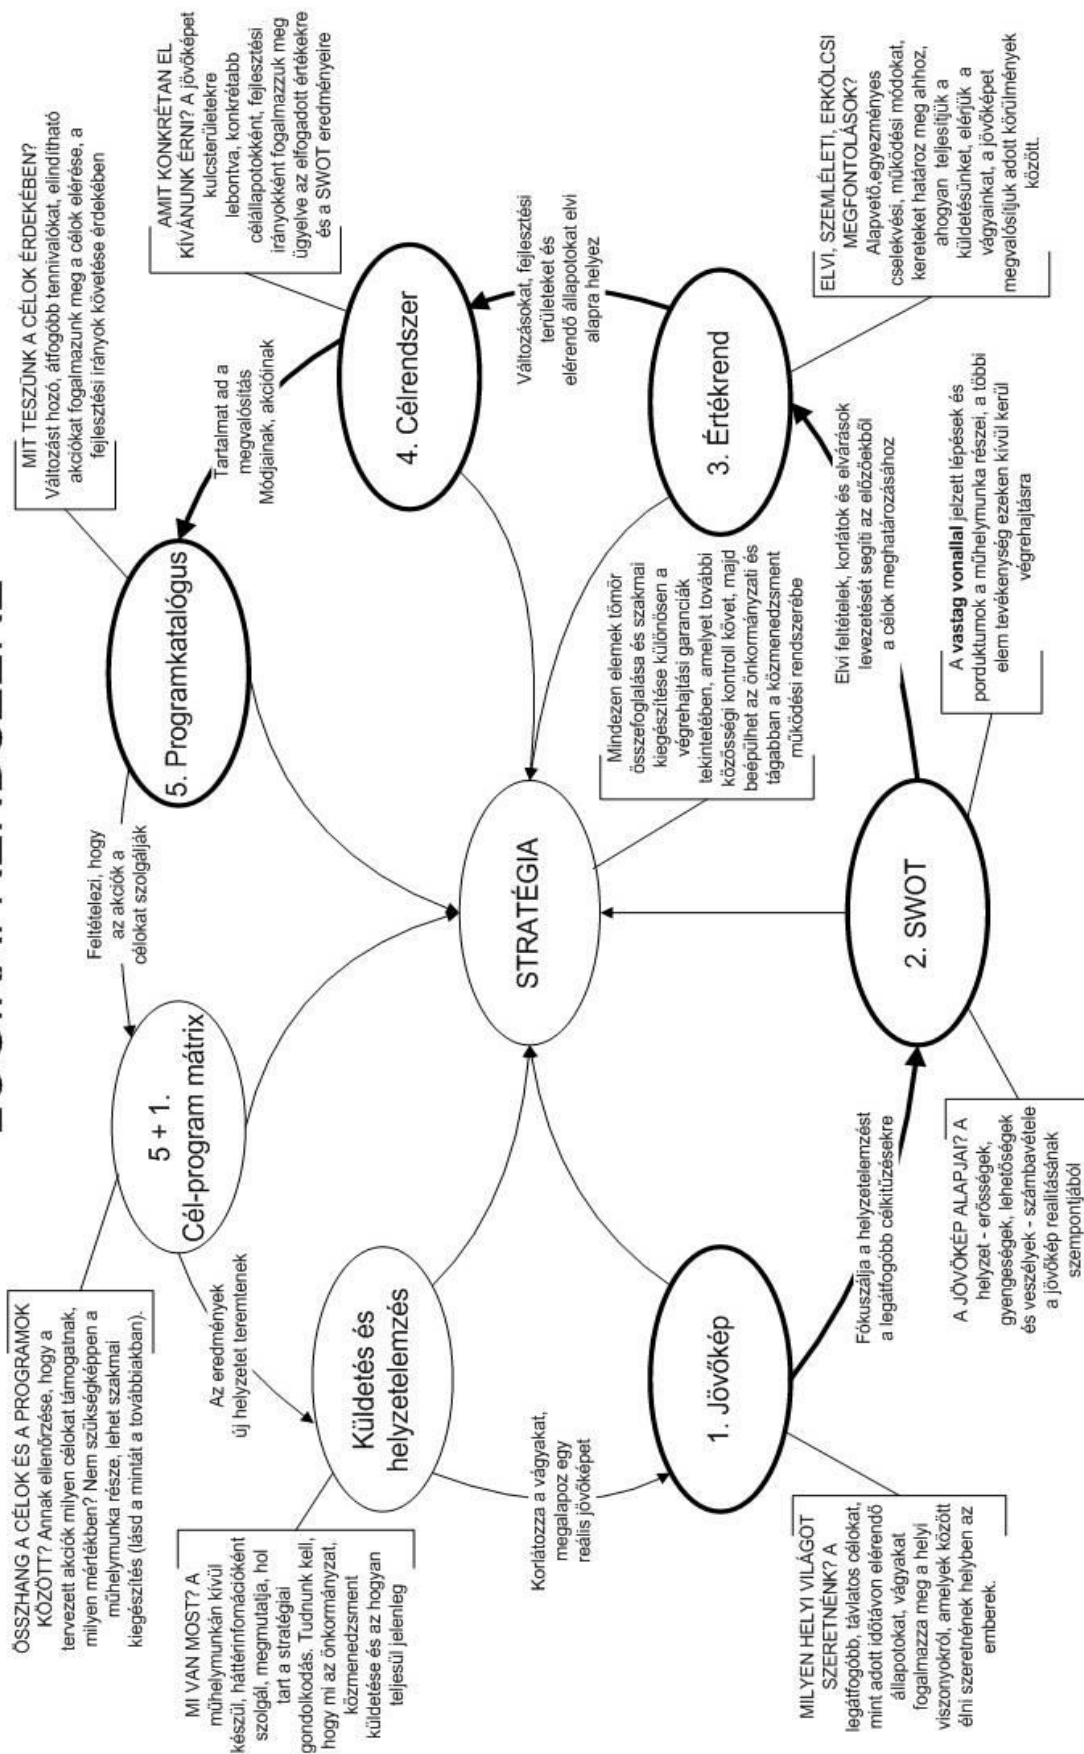 ÖSSZHANG A CÉLOK ÉS A PROGRAMOK
KÖZÖTT? Annak ellenőrzése, hogy a
tervezett akciók milyen célokat támogatnak,
milyen mértékben? Nem szükségképpen a
műhelymunka része, lehet szakmai
kiegészítés (lásd a mintát a továbbiakban).
5 + 1.
Cél-program mátrix
Feltételezi, hogy
az akciók a
célokat szolgálják
5. Programkatalógus
MIT TESZÜNK A CÉLOK ÉRDEKÉBEN?
Változást hozó, átfogóbb tennivalókat, elindítható
akciókat fogalmazunk meg a célok elérése, a
fejlesztési irányok követése érdekében
Tartalmat ad a
megvalósítás
Módjainak, akcióinak
AMIT KONKRÉTAN EL
KÍVÁNUNK ÉRNI? A jövőképet
kulcsterületekre
lebontva, konkrétabb
célállapotokként, fejlesztési
irányokként fogalmazzuk meg
ügyelve az elfogadott értékekre
és a SWOT eredményeire
4. Célrendszer
Az eredmények
új helyzetet teremtenek
MI VAN MOST? A
műhelymunkán kívül
készül, háttérinfomációként
szolgál, megmutatja, hol
tart a stratégiai
gondolkodás. Tudnunk kell,
hogy mi az önkormányzat,
közmenedzsment
küldetése és az hogyan
teljesül jelenleg
Küldetés és
helyzetelemzés
STRATÉGIA
Mindezen elemek tömör
összefoglalása és szakmai
kiegészítése különösen a
végrehajtási garanciák
tekintetében, amelyet további
közösségi kontroll követ, majd
beépülhet az önkormányzati és
tágabban a közmenedzsment
működési rendszerébe
Változásokat, fejlesztési
területeket és
elérendő állapotokat elvi
alapra helyez
Korlátozza a vágyakat,
megalapoz egy
reális jövőképet
1. Jövőkép
3. Értékrend
MILYEN HELYI VILÁGOT
SZERETNÉNK? A
legátfogóbb, távlatos célokat,
mint adott időtávon elérendő
állapotokat, vágyakat
fogalmazza meg a helyi
viszonyokról, amelyek között
élni szeretnének helyben az
emberek.
Fókuszálja a helyzetelemzést
a legátfogóbb célkitűzésekre
2. SWOT
Elvi feltételek, korlátok és elvárások
levezetését segíti az előzőekből
a célok meghatározásához
ELVI, SZEMLÉLETI, ERKÖLCSI
MEGFONTOLÁSOK?
Alapvető,egyezményes
cselekvési, működési módokat,
kereteket határoz meg ahhoz,
ahogyan teljesítjük a
küldetésünket, elérjük a
vágyainkat, a jövőképet
megvalósítjuk adott körülmények
között.
A JÖVŐKÉP ALAPJAI? A
helyzet - erősségek,
gyengeségek, lehetőségek
és veszélyek - számbavétele
a jövőkép realitásának
szempontjából
A vastag vonallal jelzett lépések és
porduktumok a műhelymunka részei, a többi
elem tevékenység ezeken kívül kerül
végrehajtásra